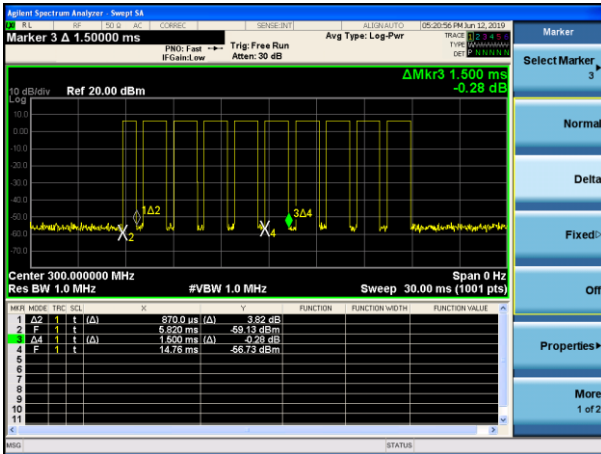 Agilent Spectrum Analyzer - Swept SA
RL RF 50 Ω AC CORREC SENSE:INT ALIGNAUTO 05:20:56 PM Jun 12, 2019
Marker 3 Δ 1.50000 ms
PNO: Fast
IFGain:Low
Trig: Free Run
Atten: 30 dB
Avg Type: Log-Pwr
TRACE 1 2 3 4 5 6
TYPE
DET P N N N N N
Marker
Select Marker
3
Normal
Delta
Fixed
Off
Properties
More
1 of 2
ΔMkr3 1.500 ms
-0.28 dB
10 dB/div Ref 20.00 dBm
Log
10.0
0.00
-10.0
-20.0
-30.0
-40.0
-50.0
-60.0
-70.0
1Δ2
2
3Δ4
4
Center 300.000000 MHz Span 0 Hz
Res BW 1.0 MHz #VBW 1.0 MHz Sweep 30.00 ms (1001 pts)
MKR MODE TRC SCL X Y FUNCTION FUNCTION WIDTH FUNCTION VALUE
1 Δ2 1 t (Δ) 870.0 µs (Δ) 3.82 dB
2 F 1 t 5.820 ms -59.13 dBm
3 Δ4 1 t (Δ) 1.500 ms (Δ) -0.28 dB
4 F 1 t 14.76 ms -56.73 dBm
5
6
7
8
9
10
11
MSG STATUS